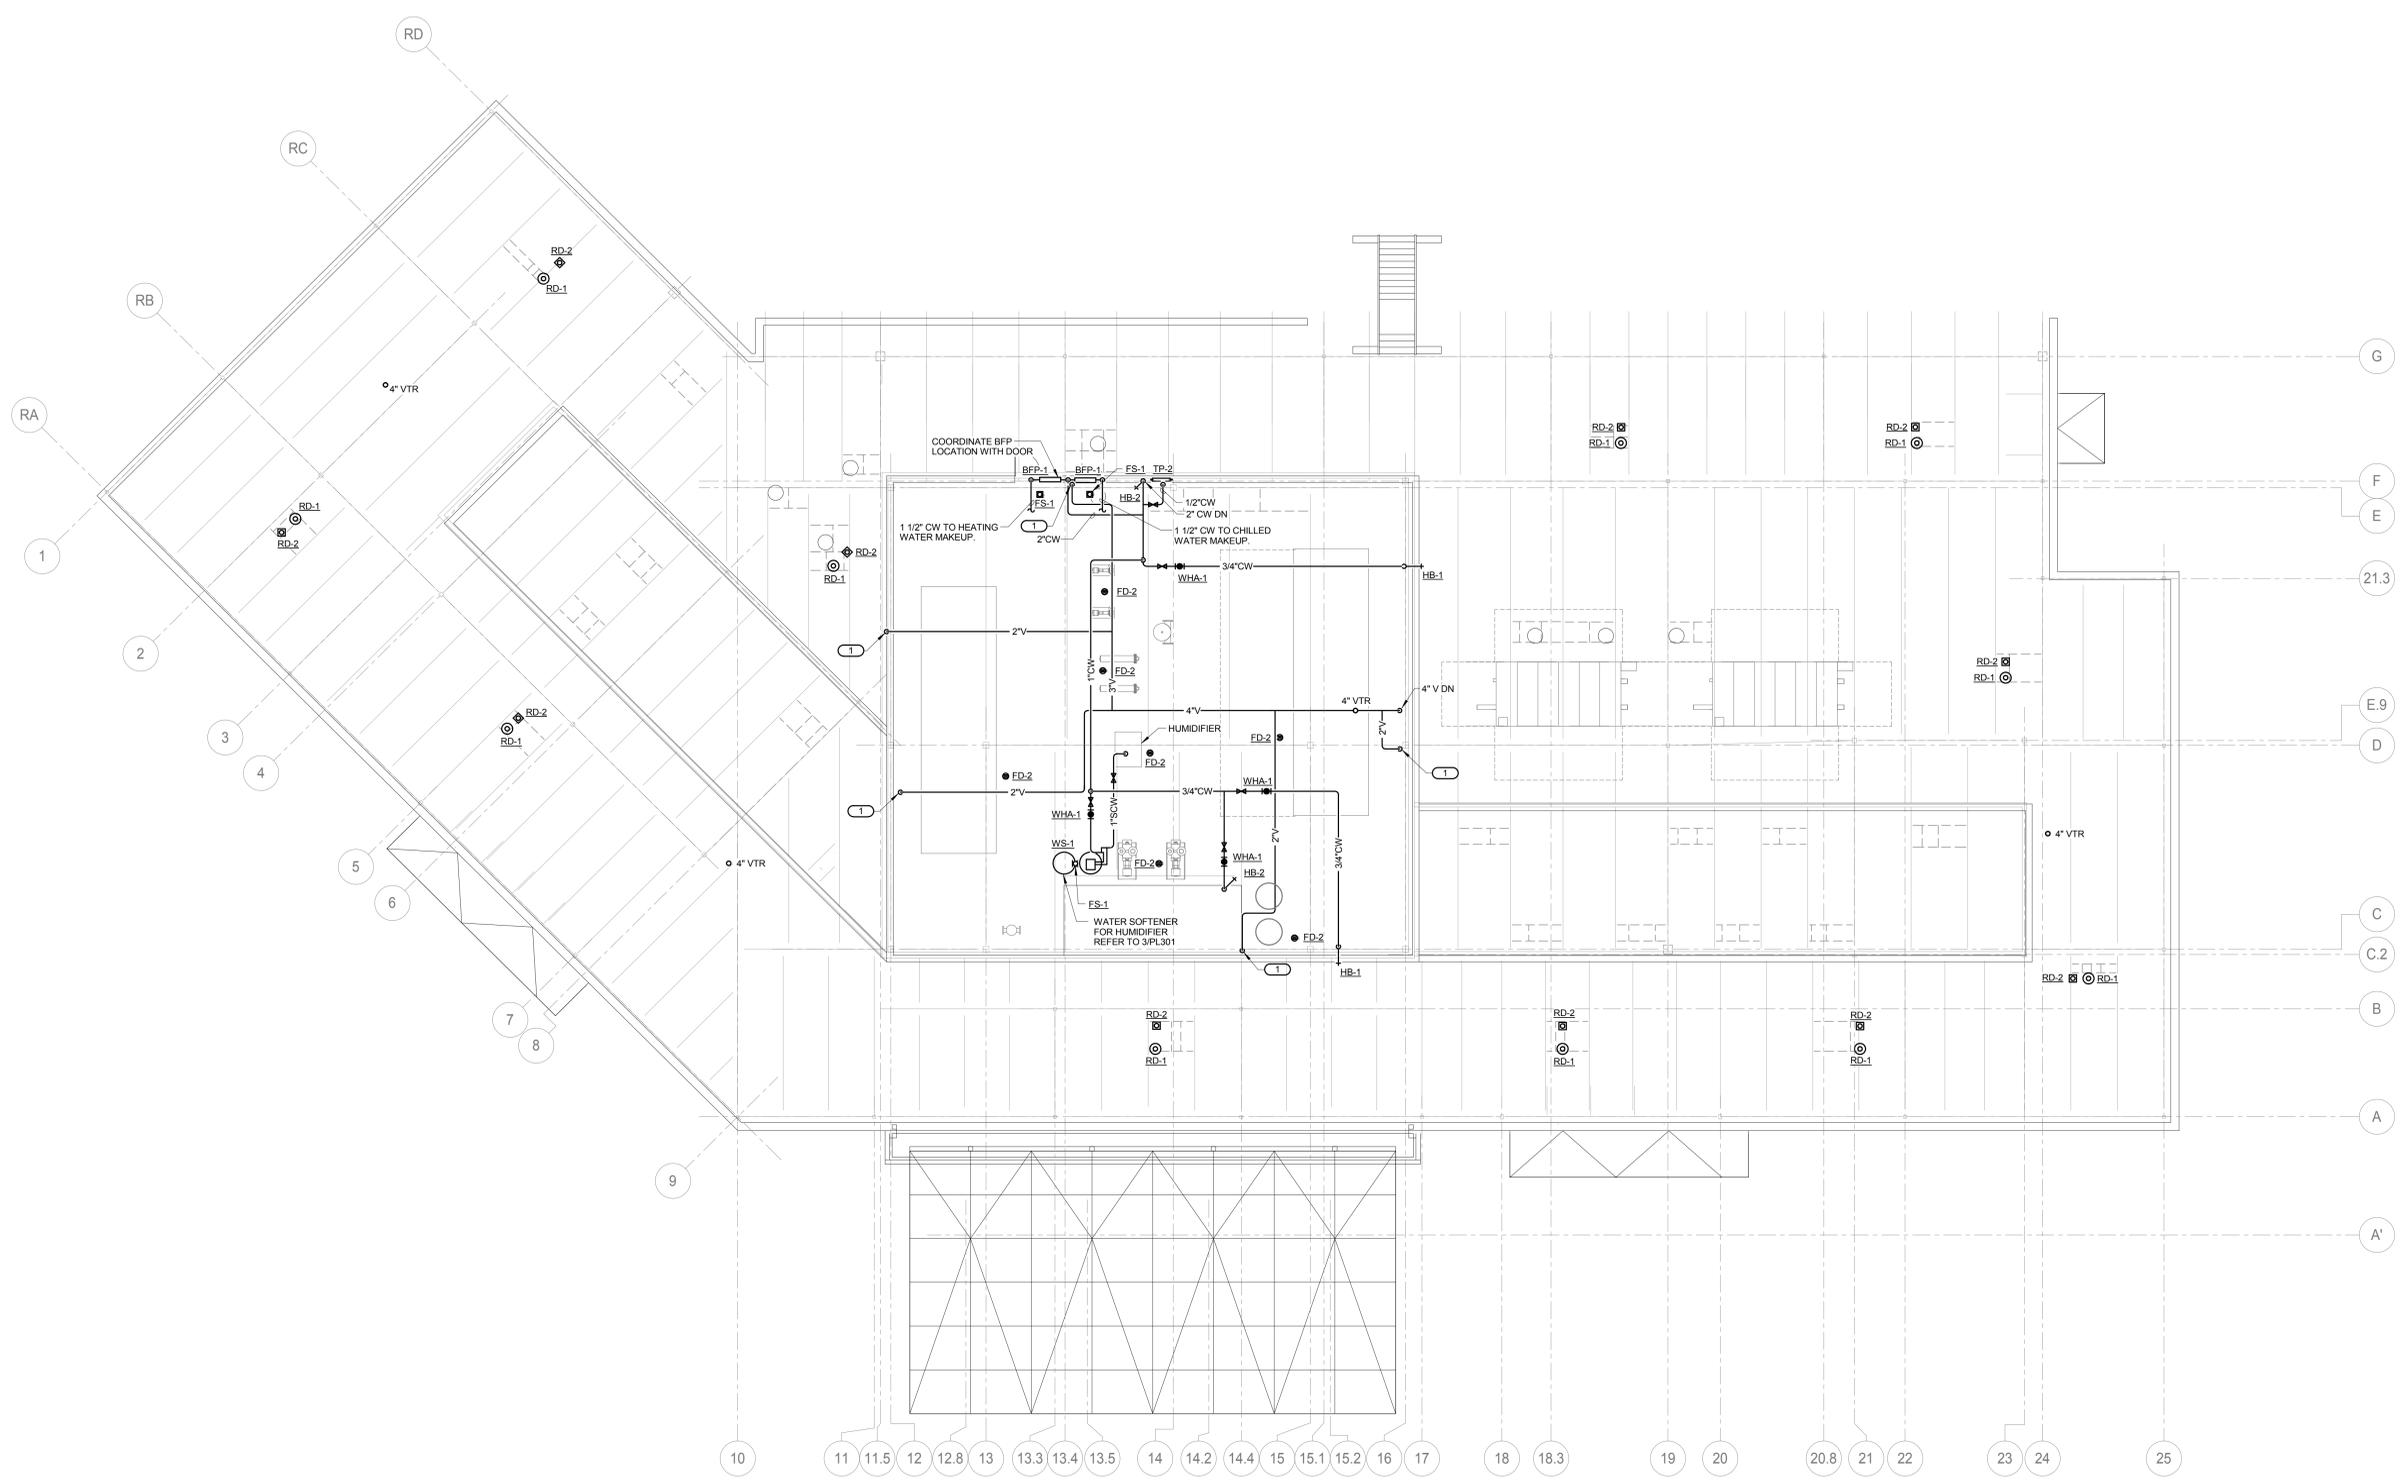 RD
RC
RB
RA
RD-2
RD-1
4" VTR
G
RD-2
RD-1
RD-2
RD-1
COORDINATE BFP
LOCATION WITH DOOR
BFP-1
BFP-1
FS-1
TP-2
FS-1
HB-2
1/2"CW
2" CW DN
F
E
RD-1
RD-2
1
1 1/2" CW TO HEATING
WATER MAKEUP.
1
2"CW
1 1/2" CW TO CHILLED
WATER MAKEUP.
RD-2
RD-1
3/4"CW
WHA-1
HB-1
21.3
FD-2
2"V
1
2
1"CW
FD-2
3"V
RD-2
RD-1
4" V DN
4" VTR
4"V
E.9
RD-2
RD-1
3
HUMIDIFIER
FD-2
2"V
D
FD-2
FD-2
1
4
2"V
1
WHA-1
3/4"CW
WHA-1
1"SCW
2"V
4" VTR
WS-1
FD-2
WHA-1
3/4"CW
4" VTR
5
HB-2
6
FS-1
WATER SOFTENER
FOR HUMIDIFIER
REFER TO 3/PL301
FD-2
C
C.2
1
HB-1
RD-2
RD-1
7
8
RD-2
RD-1
RD-2
RD-1
RD-2
RD-1
B
A
9
A'
10
11
11.5
12
12.8
13
13.3
13.4
13.5
14
14.2
14.4
15
15.1
15.2
16
17
18
18.3
19
20
20.8
21
22
23
24
25